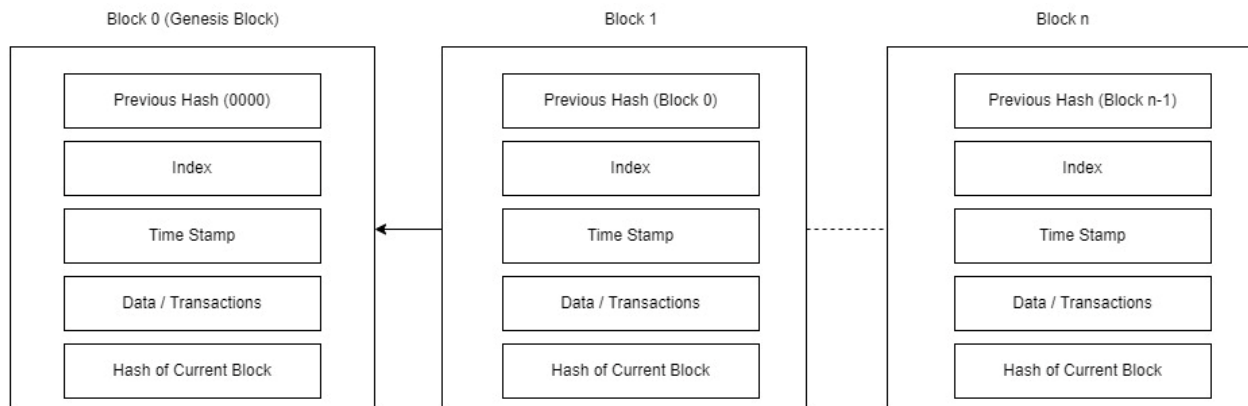 Block 0 (Genesis Block)
Previous Hash (0000)
Index
Time Stamp
Data / Transactions
Hash of Current Block
Block 1
Previous Hash (Block 0)
Index
Time Stamp
Data / Transactions
Hash of Current Block
Block n
Previous Hash (Block n-1)
Index
Time Stamp
Data / Transactions
Hash of Current Block